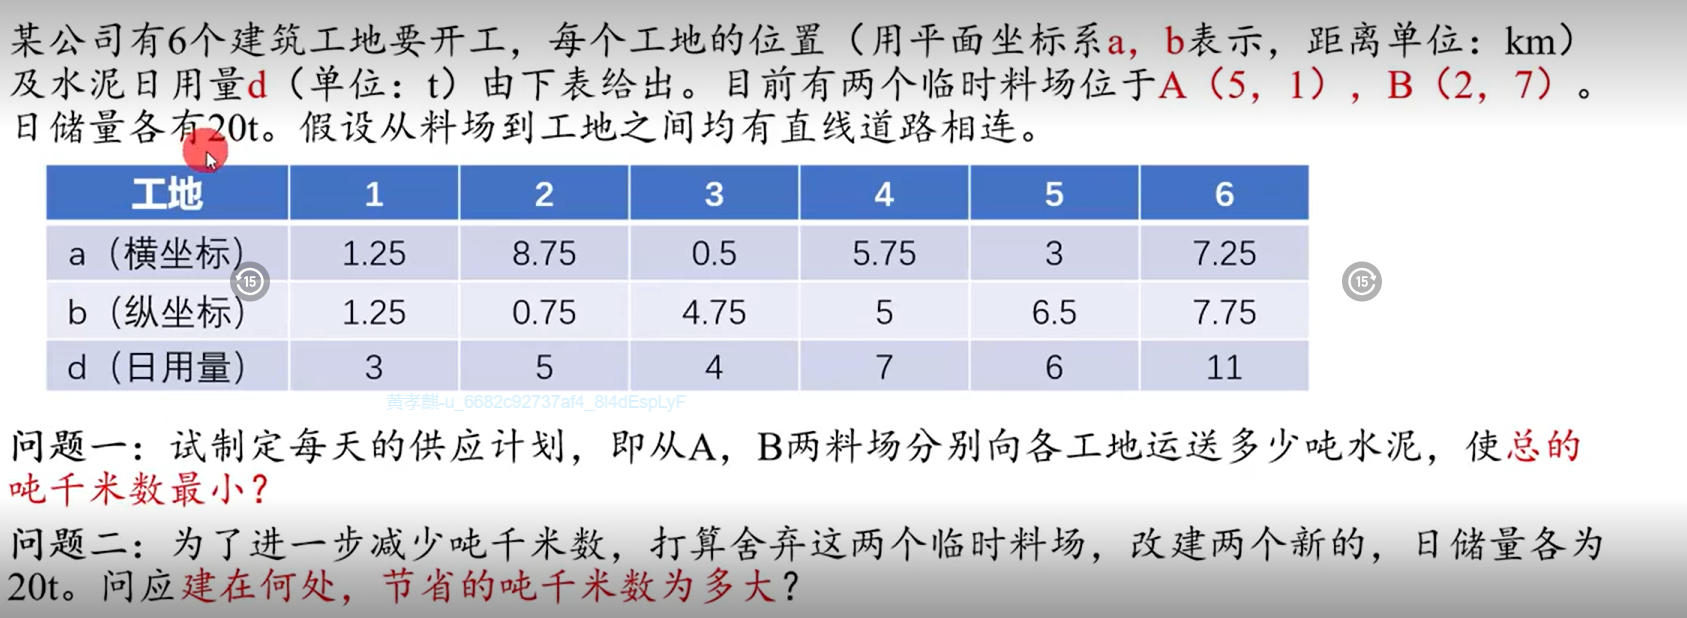 某公司有6个建筑工地要开工，每个工地的位置（用平面坐标系a，b表示，距离单位：km）
及水泥日用量d（单位：t）由下表给出。目前有两个临时料场位于A（5，1），B（2，7）。
日储量各有20t。假设从料场到工地之间均有直线道路相连。
工地 1 2 3 4 5 6
a（横坐标） 1.25 8.75 0.5 5.75 3 7.25
15 15
b（纵坐标） 1.25 0.75 4.75 5 6.5 7.75
d（日用量） 3 5 4 7 6 11
黄孝麒-u_6682c92737af4_8l4dEspLyF
问题一：试制定每天的供应计划，即从A，B两料场分别向各工地运送多少吨水泥，使总的
吨千米数最小？
问题二：为了进一步减少吨千米数，打算舍弃这两个临时料场，改建两个新的，日储量各为
20t。问应建在何处，节省的吨千米数为多大？